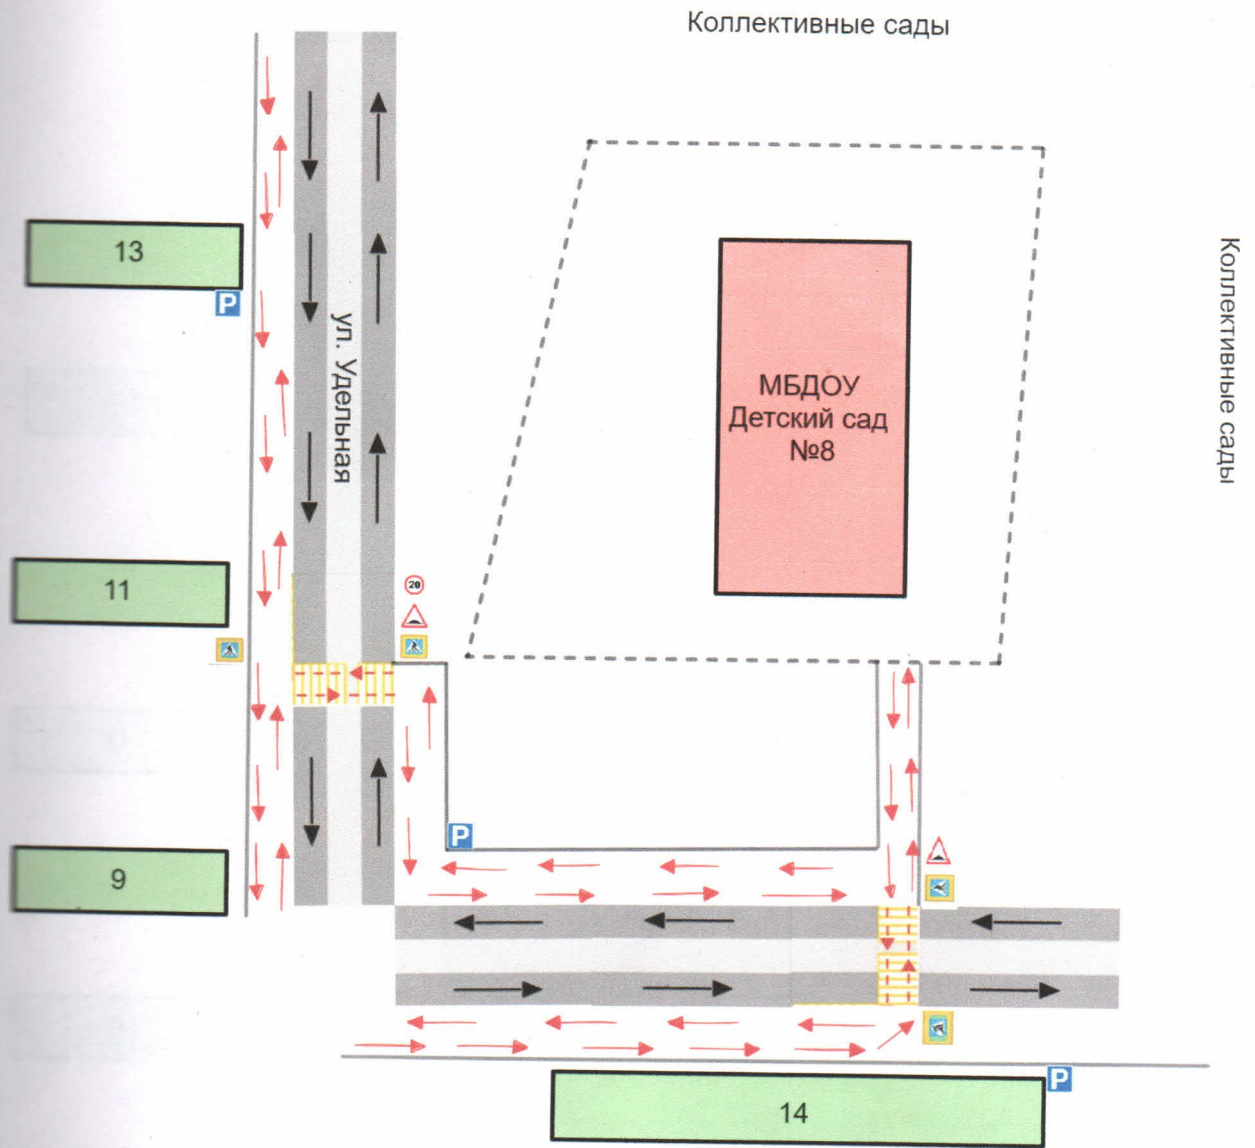 Коллективные сады
13
P
ул. Удельная
Коллективные сады
МБДОУ
Детский сад
№8
11
20
P
9
P
14